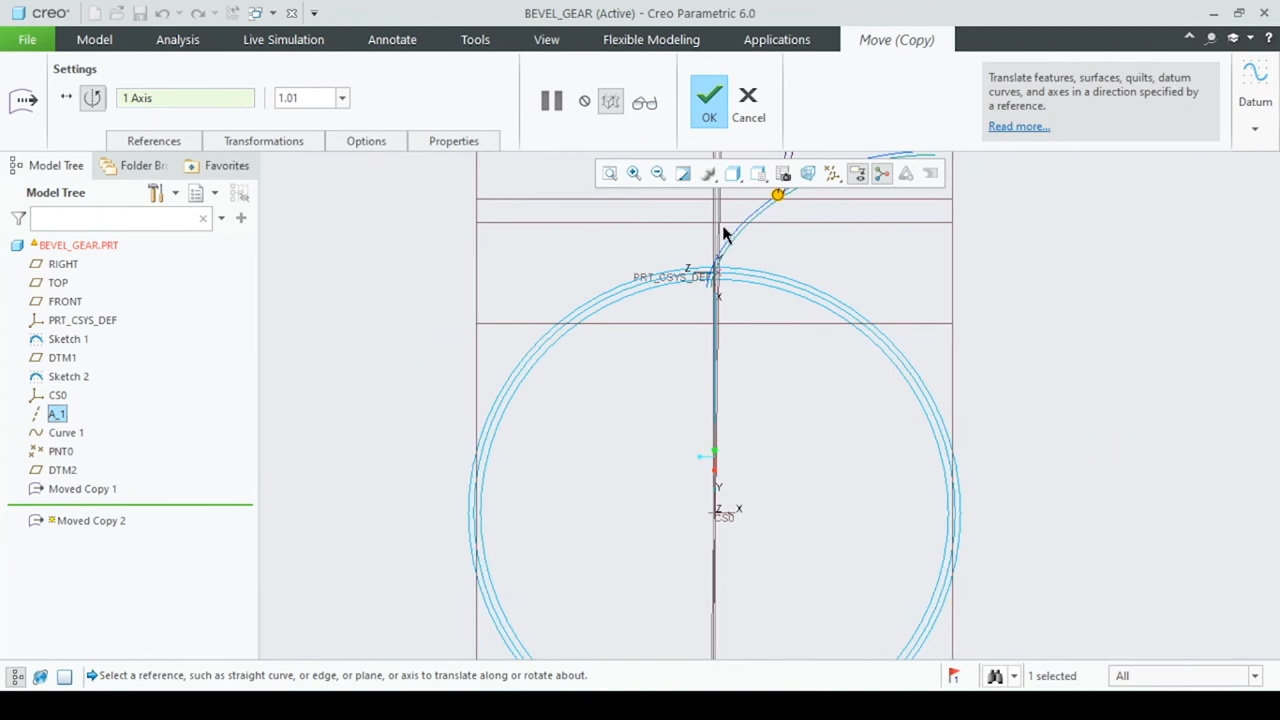 creo
BEVEL_GEAR (Active) - Creo Parametric 6.0
File Model Analysis Live Simulation Annotate Tools View Flexible Modeling Applications Move (Copy)
Settings
1 Axis
1.01
OK
Cancel
Translate features, surfaces, quilts, datum
curves, and axes in a direction specified by
a reference.
Read more...
Datum
References Transformations Options Properties
Model Tree Folder Br Favorites
Model Tree
BEVEL_GEAR.PRT
RIGHT
TOP
FRONT
PRT_CSYS_DEF
Sketch 1
DTM1
Sketch 2
CS0
A_1
Curve 1
PNT0
DTM2
Moved Copy 1
Moved Copy 2
Z
Y
PRT_CSYS_DEF
X
Y
Z X
CS0
Select a reference, such as straight curve, or edge, or plane, or axis to translate along or rotate about.
1 selected
All